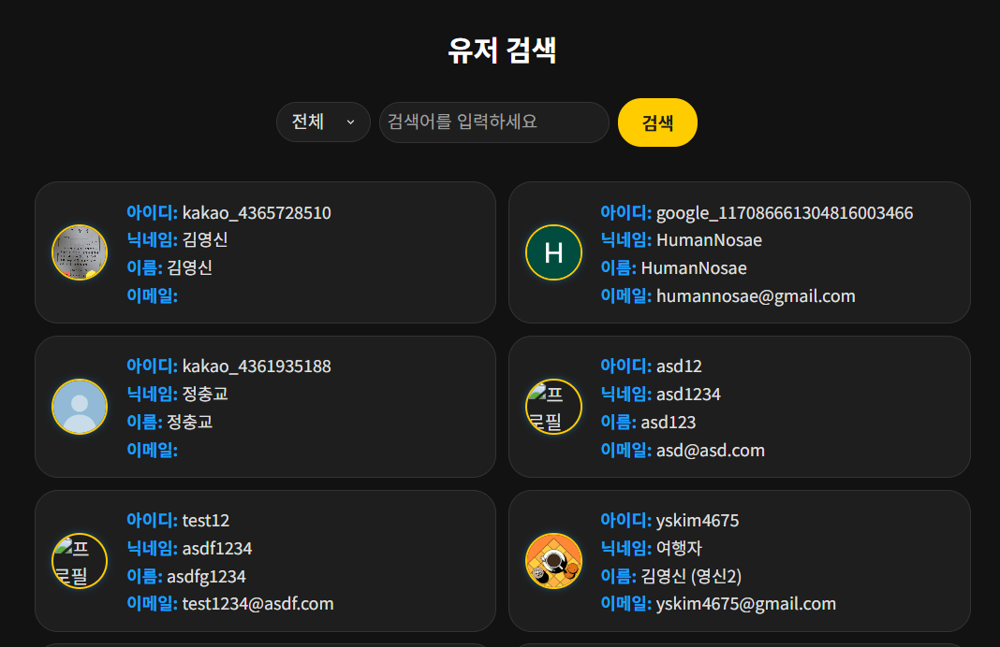 유저 검색
전체 검색어를 입력하세요 검색
아이디: kakao_4365728510
닉네임: 김영신
이름: 김영신
이메일:
H
아이디: google_117086661304816003466
닉네임: HumanNosae
이름: HumanNosae
이메일: humannosae@gmail.com
아이디: kakao_4361935188
닉네임: 정충교
이름: 정충교
이메일:
프
로필
아이디: asd12
닉네임: asd1234
이름: asd123
이메일: asd@asd.com
프
로필
아이디: test12
닉네임: asdf1234
이름: asdfg1234
이메일: test1234@asdf.com
아이디: yskim4675
닉네임: 여행자
이름: 김영신 (영신2)
이메일: yskim4675@gmail.com